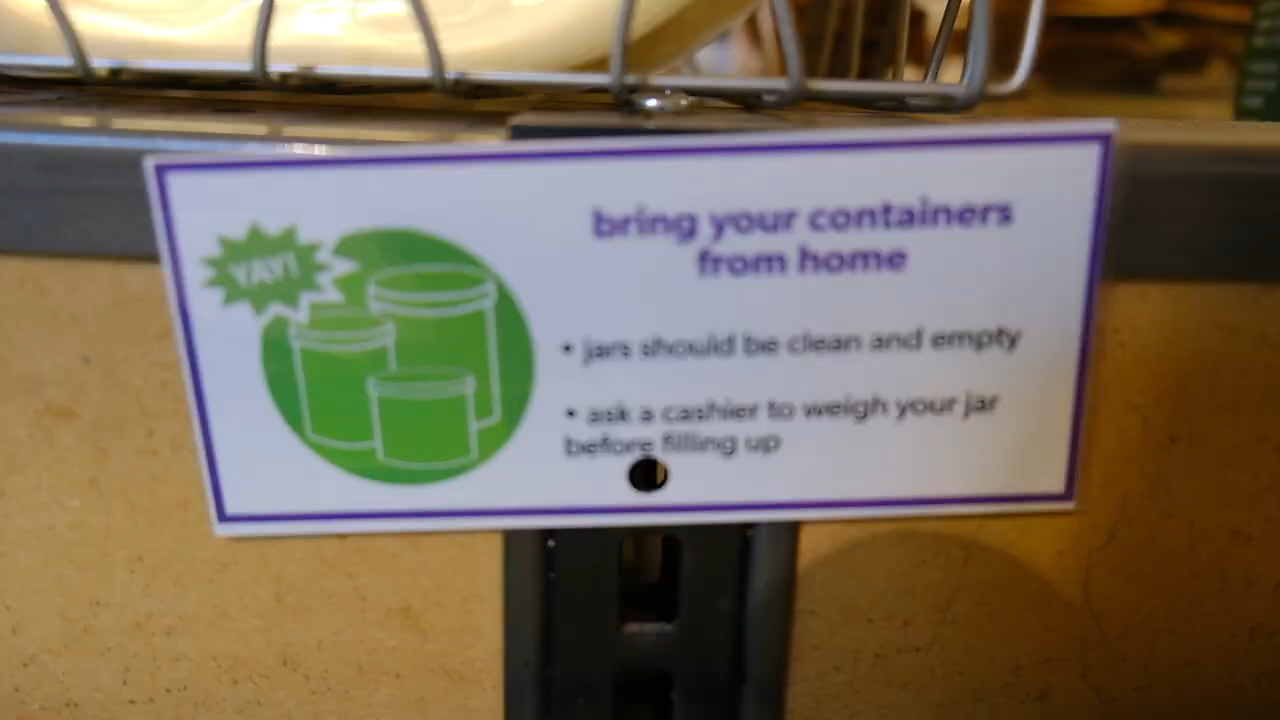 YAY!
bring your containers
from home
• jars should be clean and empty
• ask a cashier to weigh your jar
before filling up